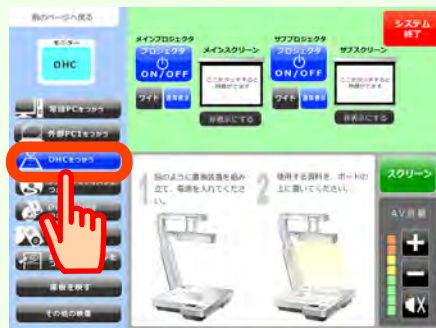 前のページへ戻る
モニター
OHC
常設PCをつかう
外部PC1をつかう
OHCをつかう
黒板を映す
その他の映像
メインプロジェクタ
プロジェクタ
ON/OFF
ワイド
通常表示
メインスクリーン
ここをタッチすると
映像がでます
非表示にする
サブプロジェクタ
プロジェクタ
ON/OFF
ワイド
通常表示
サブスクリーン
ここをタッチすると
映像がでます
非表示にする
システム
終了
1
図のように書画装置を組み
立て、電源を入れてくださ
い。
2
使用する資料を、ボードの
上に置いてください。
スクリーン
AV音量